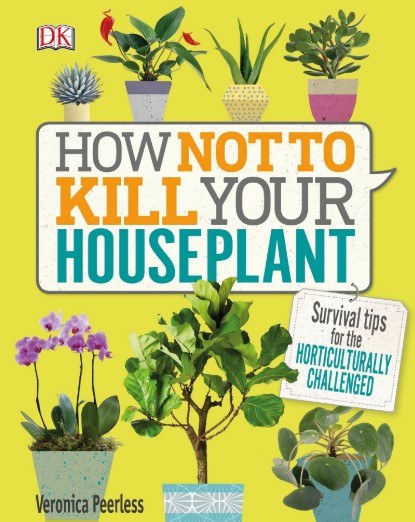 DK
HOW NOT TO
KILL YOUR
HOUSEPLANT
Survival tips
for the
HORTICULTURALLY
CHALLENGED
Veronica Peerless